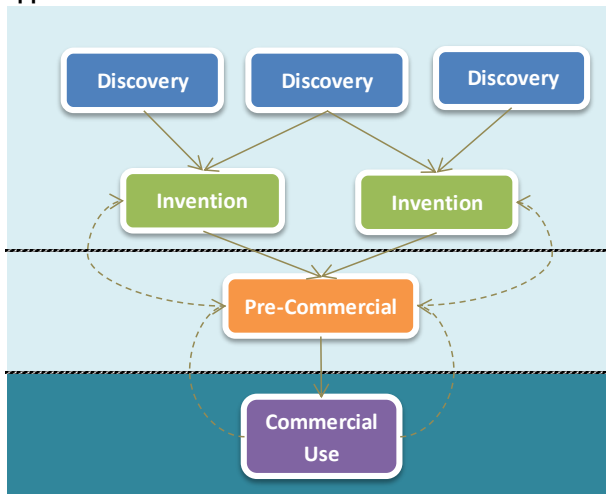 Discovery
Discovery
Discovery
Invention
Invention
Pre-Commercial
Commercial
Use